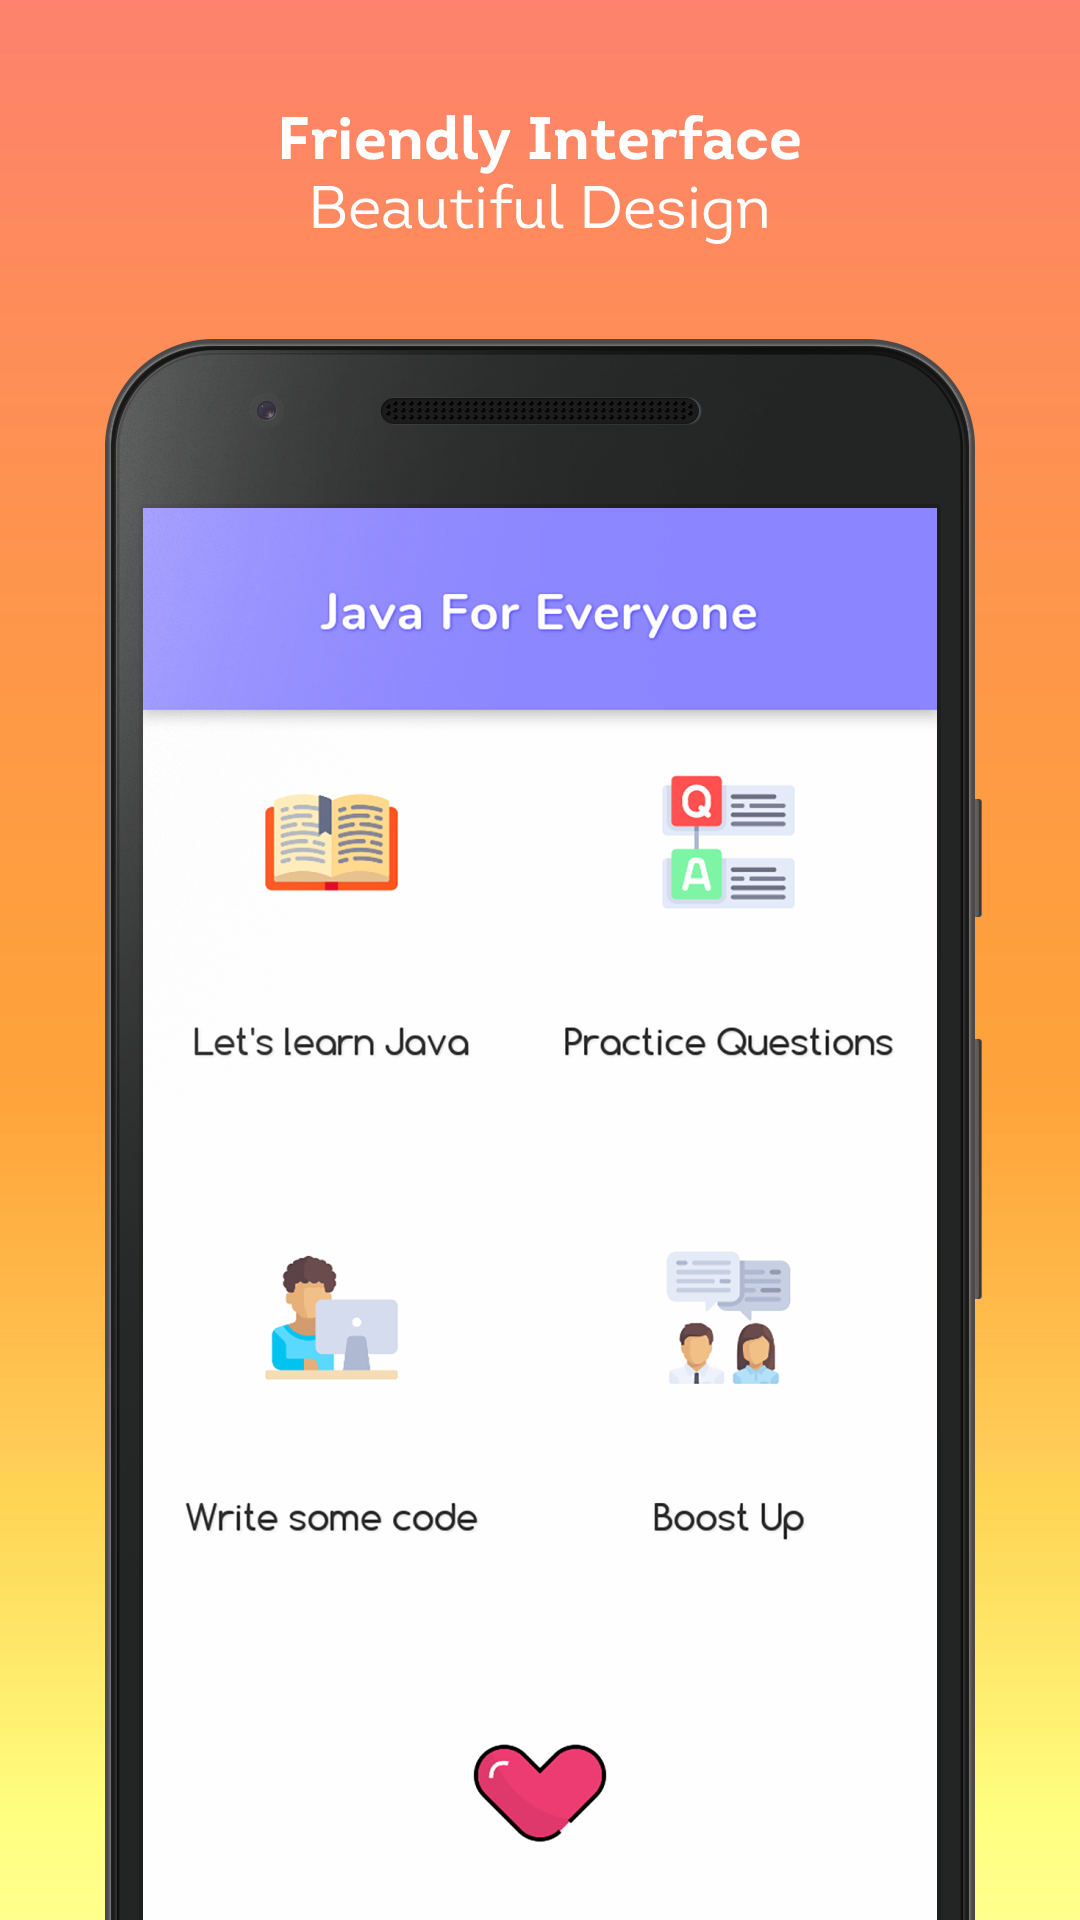 Friendly Interface
Beautiful Design
Java For Everyone
Q
A
Let's learn Java
Practice Questions
Write some code
Boost Up